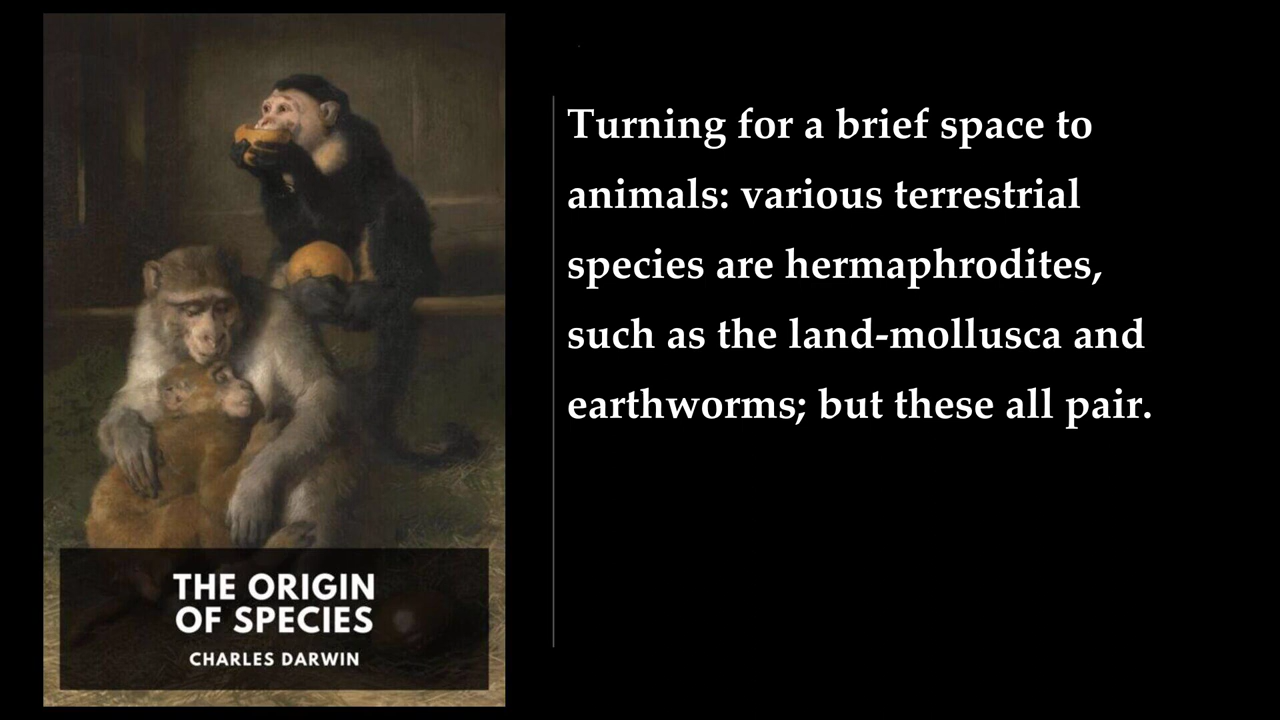 THE ORIGIN
OF SPECIES
CHARLES DARWIN
Turning for a brief space to
animals: various terrestrial
species are hermaphrodites,
such as the land-mollusca and
earthworms; but these all pair.